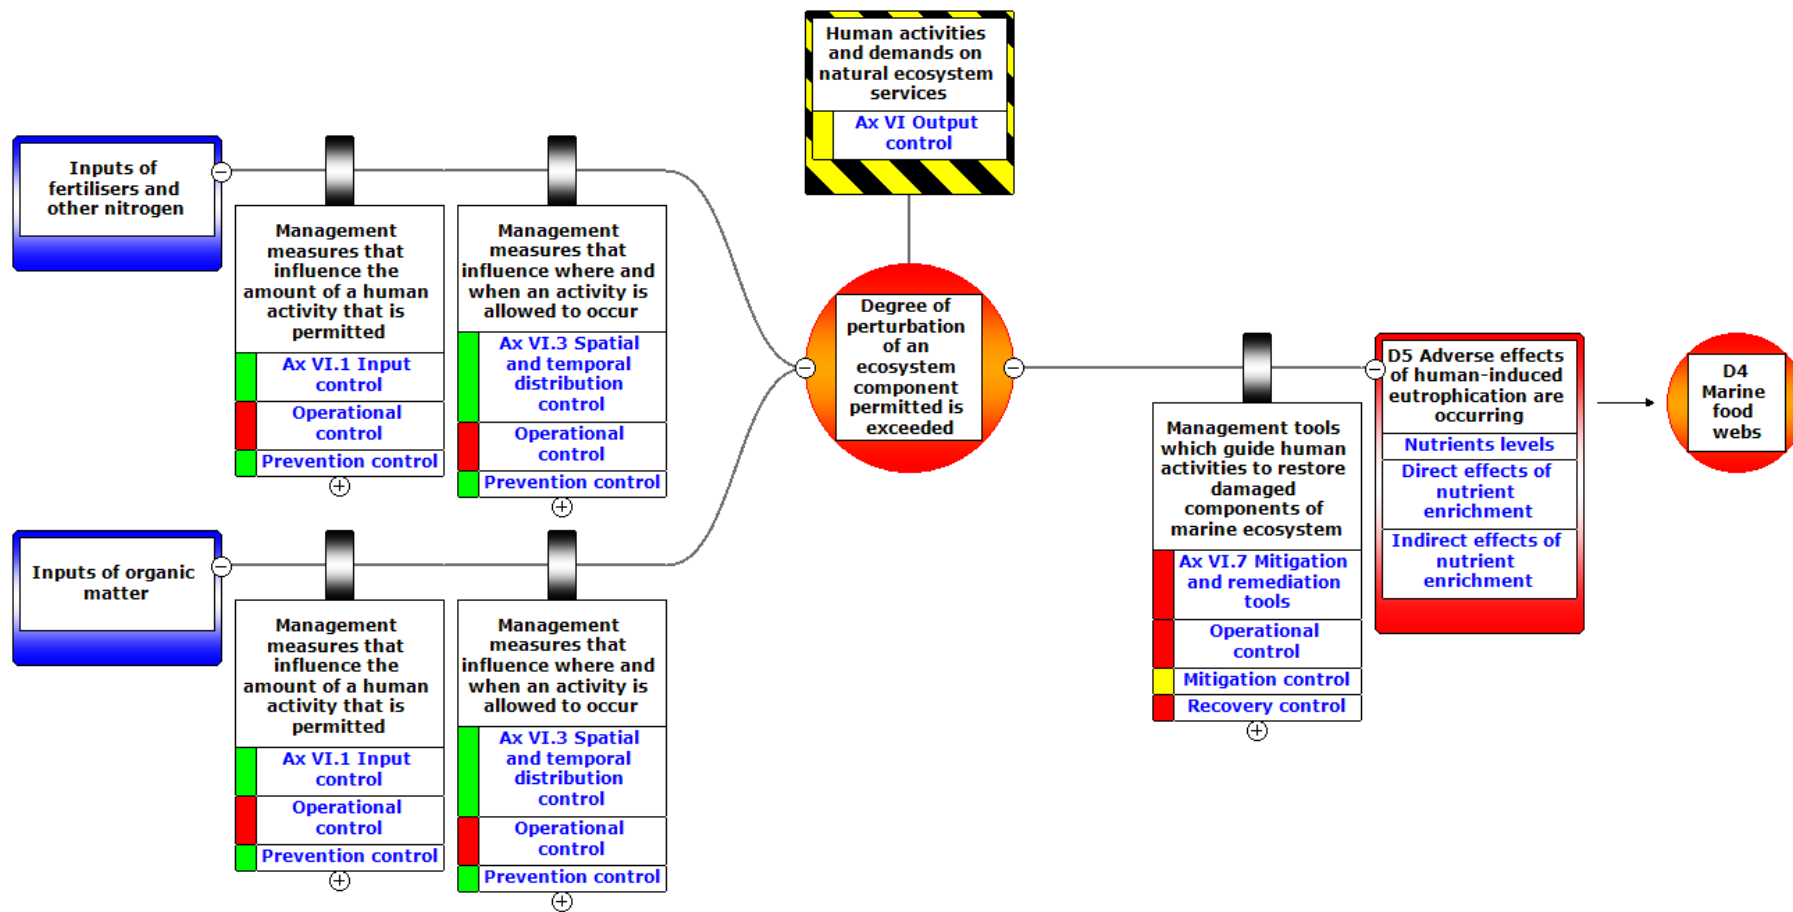 Human activities
and demands on
natural ecosystem
services
Ax VI Output
control
Inputs of
fertilisers and
other nitrogen
Management
measures that
influence the
amount of a human
activity that is
permitted
Ax VI.1 Input
control
Operational
control
Prevention control
Management
measures that
influence where and
when an activity is
allowed to occur
Ax VI.3 Spatial
and temporal
distribution
control
Operational
control
Prevention control
Degree of
perturbation
of an
ecosystem
component
permitted is
exceeded
Management tools
which guide human
activities to restore
damaged
components of
marine ecosystem
Ax VI.7 Mitigation
and remediation
tools
Operational
control
Mitigation control
Recovery control
D5 Adverse effects
of human-induced
eutrophication are
occurring
Nutrients levels
Direct effects of
nutrient
enrichment
Indirect effects of
nutrient
enrichment
D4
Marine
food
webs
Inputs of organic
matter
Management
measures that
influence the
amount of a human
activity that is
permitted
Ax VI.1 Input
control
Operational
control
Prevention control
Management
measures that
influence where and
when an activity is
allowed to occur
Ax VI.3 Spatial
and temporal
distribution
control
Operational
control
Prevention control